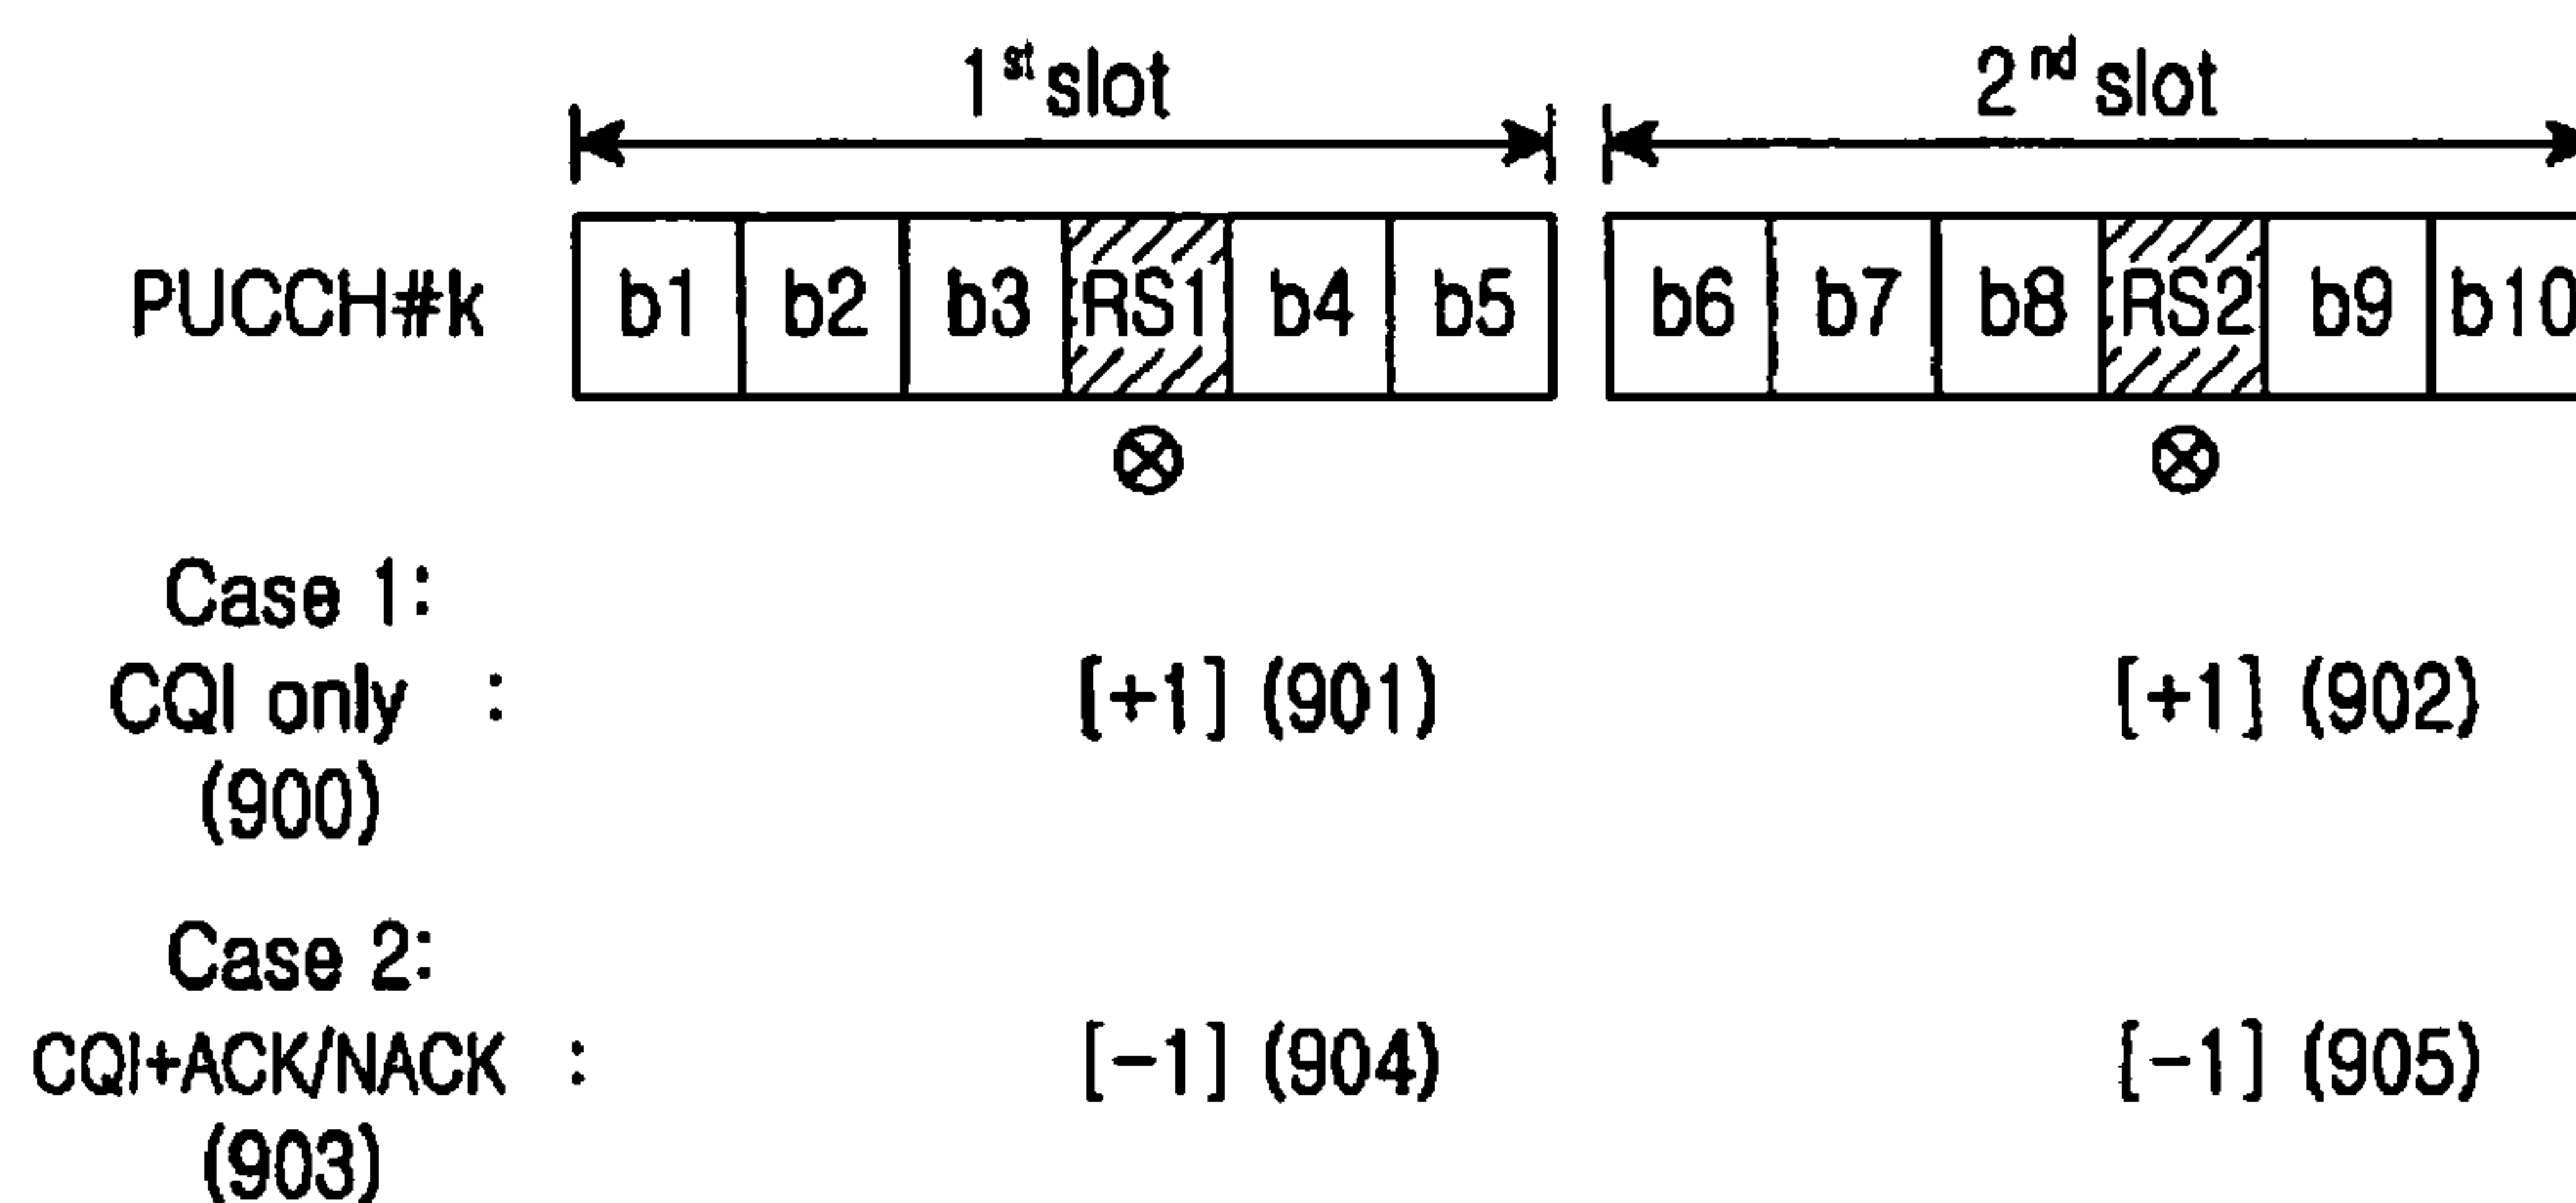 1st slot 2nd slot
PUCCH#k b1 b2 b3 RS1 b4 b5 b6 b7 b8 RS2 b9 b10
Case 1:
CQI only : [+1] (901) [+1] (902)
(900)
Case 2:
CQI+ACK/NACK : [-1] (904) [-1] (905)
(903)